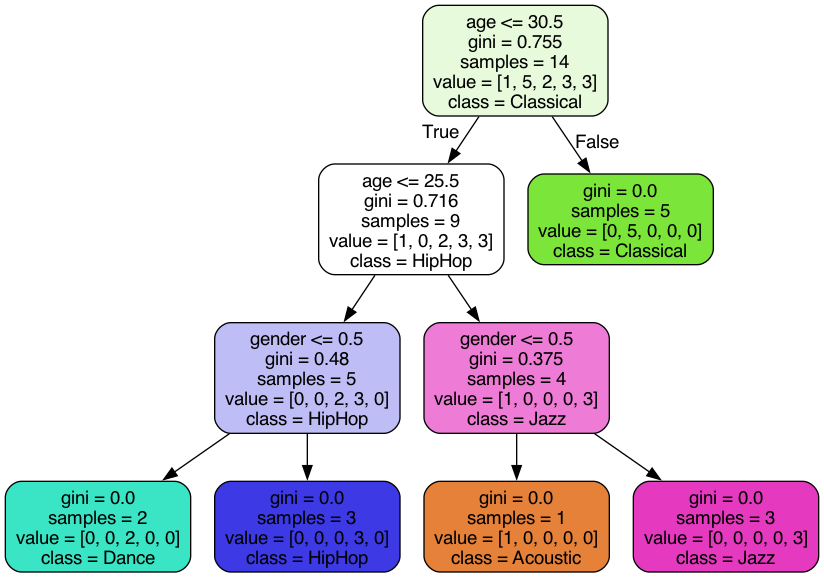 age <= 30.5
gini = 0.755
samples = 14
value = [1, 5, 2, 3, 3]
class = Classical
True
False
age <= 25.5
gini = 0.716
samples = 9
value = [1, 0, 2, 3, 3]
class = HipHop
gini = 0.0
samples = 5
value = [0, 5, 0, 0, 0]
class = Classical
gender <= 0.5
gini = 0.48
samples = 5
value = [0, 0, 2, 3, 0]
class = HipHop
gender <= 0.5
gini = 0.375
samples = 4
value = [1, 0, 0, 0, 3]
class = Jazz
gini = 0.0
samples = 2
value = [0, 0, 2, 0, 0]
class = Dance
gini = 0.0
samples = 3
value = [0, 0, 0, 3, 0]
class = HipHop
gini = 0.0
samples = 1
value = [1, 0, 0, 0, 0]
class = Acoustic
gini = 0.0
samples = 3
value = [0, 0, 0, 0, 3]
class = Jazz